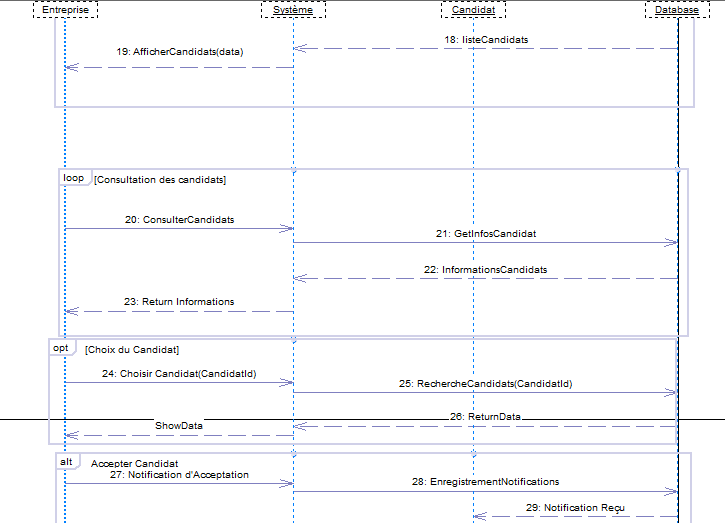 Entreprise
Système
Candidat
Database
18: listeCandidats
19: AfficherCandidats(data)
loop
[Consultation des candidats]
20: ConsulterCandidats
21: GetInfosCandidat
22: InformationsCandidats
23: Return Informations
opt
[Choix du Candidat]
24: Choisir Candidat(CandidatId)
25: RechercheCandidats(CandidatId)
26: ReturnData
ShowData
alt
Accepter Candidat
27: Notification d'Acceptation
28: EnregistrementNotifications
29: Notification Reçu